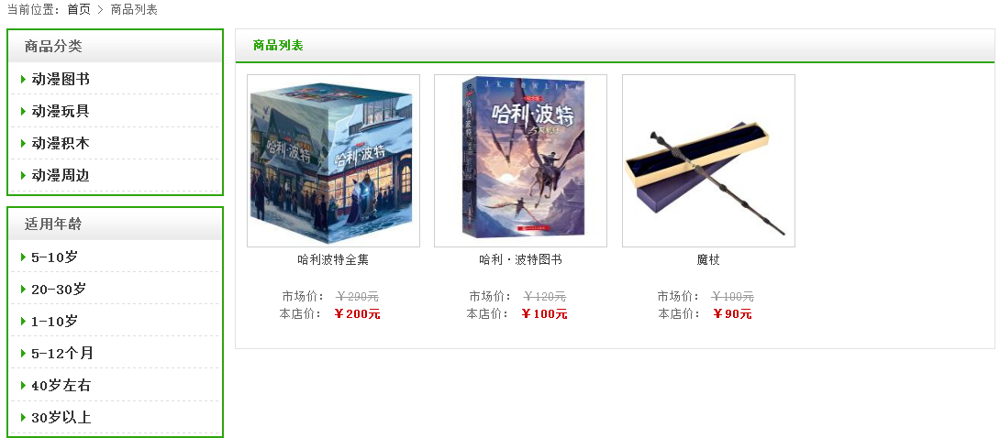 当前位置： 首页 > 商品列表
商品分类
动漫图书
动漫玩具
动漫积木
动漫周边
适用年龄
5-10岁
20-30岁
1-10岁
5-12个月
40岁左右
30岁以上
商品列表
哈利·波特
哈利·波特
哈利波特全集
市场价： ￥290元
本店价： ￥200元
J.K.ROWLING
哈利·波特
哈利·波特图书
市场价： ￥120元
本店价： ￥100元
魔杖
市场价： ￥100元
本店价： ￥90元